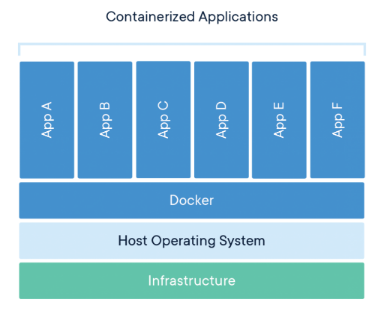 Containerized Applications
App A
App B
App C
App D
App E
App F
Docker
Host Operating System
Infrastructure